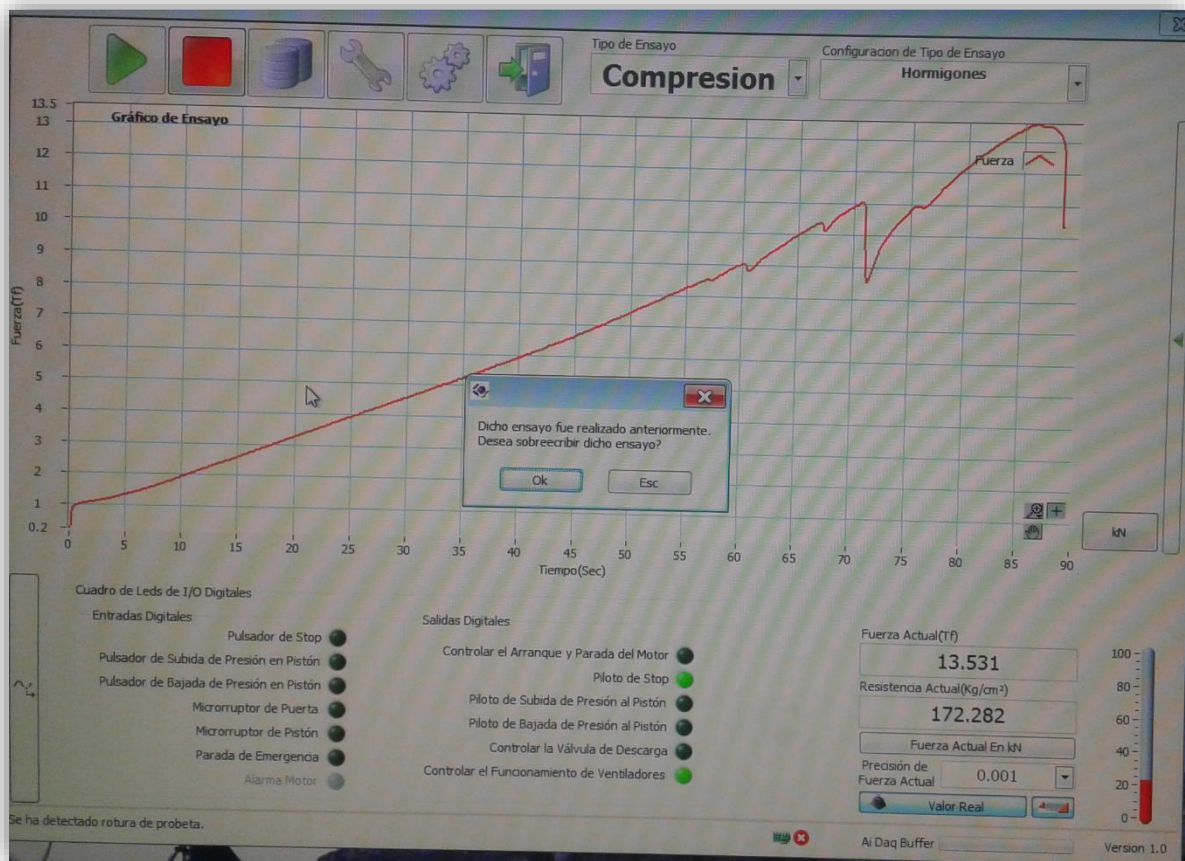 Tipo de Ensayo
Compresion
Configuracion de Tipo de Ensayo
Hormigones
Gráfico de Ensayo
Fuerza
13.5
13
12
11
10
9
8
7
6
5
4
3
2
1
0.2
Fuerza(Tf)
0 5 10 15 20 25 30 35 40 45 50 55 60 65 70 75 80 85 90
Tiempo(Sec)
Dicho ensayo fue realizado anteriormente.
Desea sobreecribir dicho ensayo?
Ok
Esc
kN
Cuadro de Leds de I/O Digitales
Entradas Digitales
Pulsador de Stop
Pulsador de Subida de Presión en Pistón
Pulsador de Bajada de Presión en Pistón
Microrruptor de Puerta
Microrruptor de Pistón
Parada de Emergencia
Alarma Motor
Salidas Digitales
Controlar el Arranque y Parada del Motor
Piloto de Stop
Piloto de Subida de Presión al Pistón
Piloto de Bajada de Presión al Pistón
Controlar la Válvula de Descarga
Controlar el Funcionamiento de Ventiladores
Fuerza Actual(Tf)
13.531
Resistencia Actual(Kg/cm²)
172.282
Fuerza Actual En kN
Precisión de
Fuerza Actual
0.001
Valor Real
100
80
60
40
20
0
Se ha detectado rotura de probeta.
Ai Daq Buffer
Version 1.0